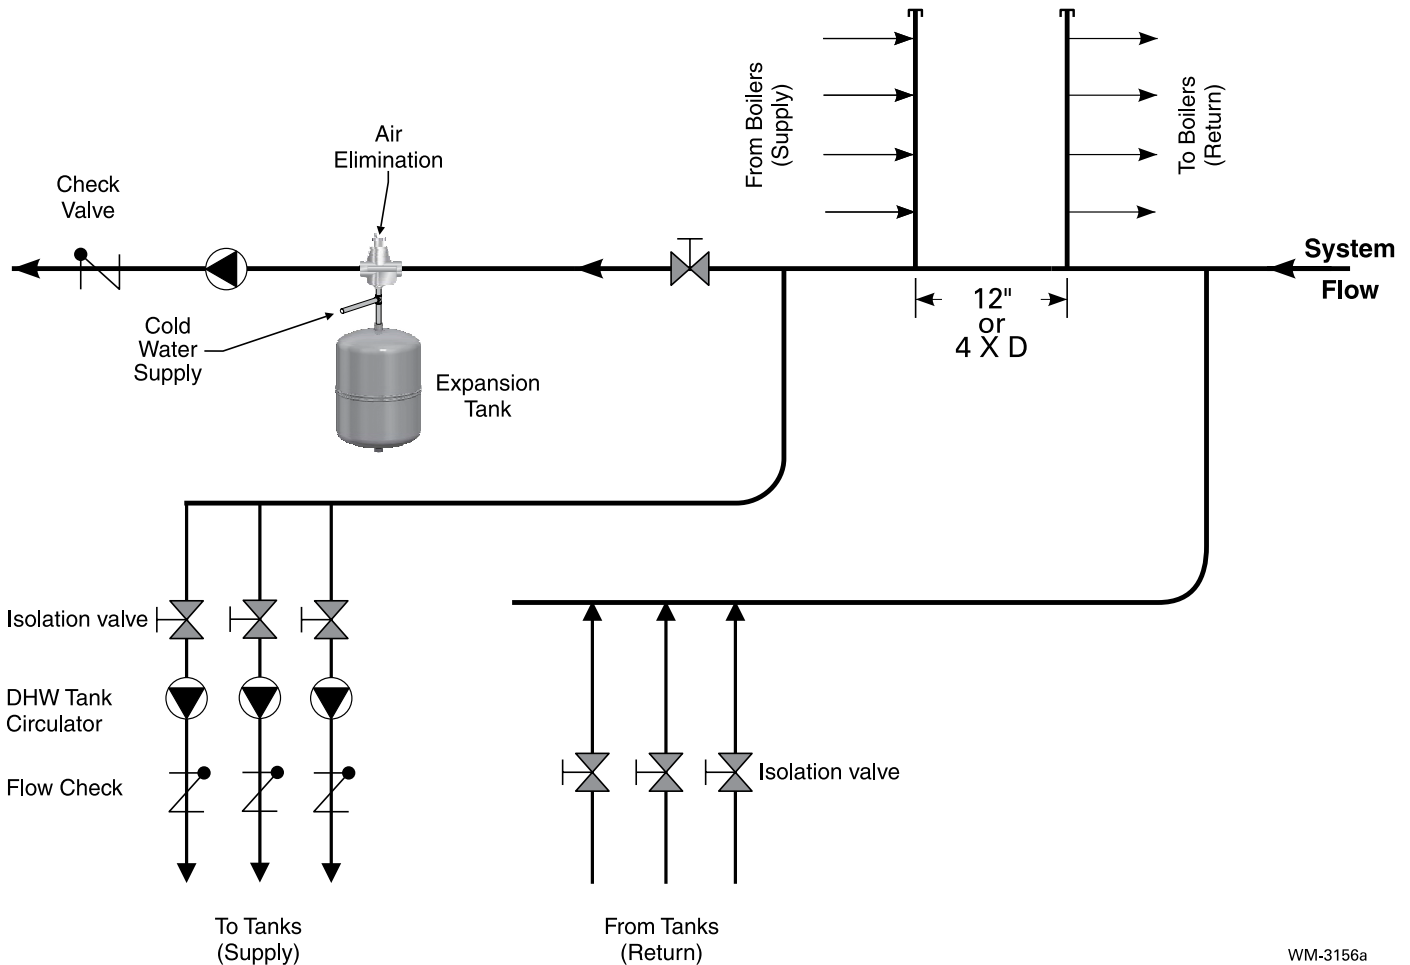 From Boilers
(Supply)
To Boilers
(Return)
Air
Elimination
Check
Valve
System
Flow
12"
or
4 X D
Cold
Water
Supply
Expansion
Tank
Isolation valve
DHW Tank
Circulator
Flow Check
Isolation valve
To Tanks
(Supply)
From Tanks
(Return)
WM-3156a